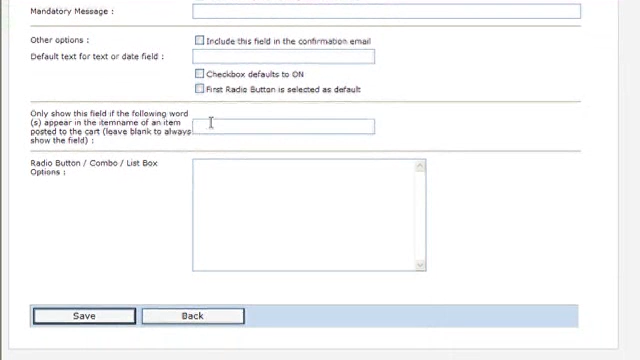 Mandatory Message :
Other options :
Include this field in the confirmation email
Default text for text or date field :
Checkbox defaults to ON
First Radio Button is selected as default
Only show this field if the following word
(s) appear in the itemname of an item
posted to the cart (leave blank to always
show the field) :
Radio Button / Combo / List Box
Options :
Save
Back